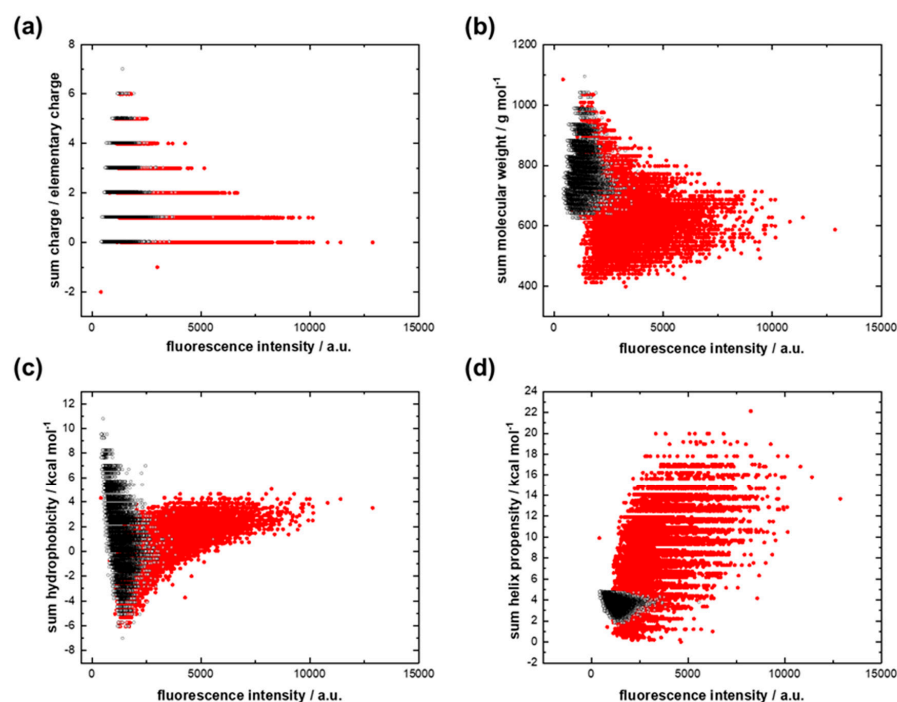 (a)
sum charge / elementary charge
8
6
4
2
0
-2
0 5000 10000 15000
fluorescence intensity / a.u.
(b)
sum molecular weight / g mol⁻¹
1200
1000
800
600
400
0 5000 10000 15000
fluorescence intensity / a.u.
(c)
sum hydrophobicity / kcal mol⁻¹
12
10
8
6
4
2
0
-2
-4
-6
-8
0 5000 10000 15000
fluorescence intensity / a.u.
(d)
sum helix propensity / kcal mol⁻¹
24
22
20
18
16
14
12
10
8
6
4
2
0
-2
0 5000 10000 15000
fluorescence intensity / a.u.